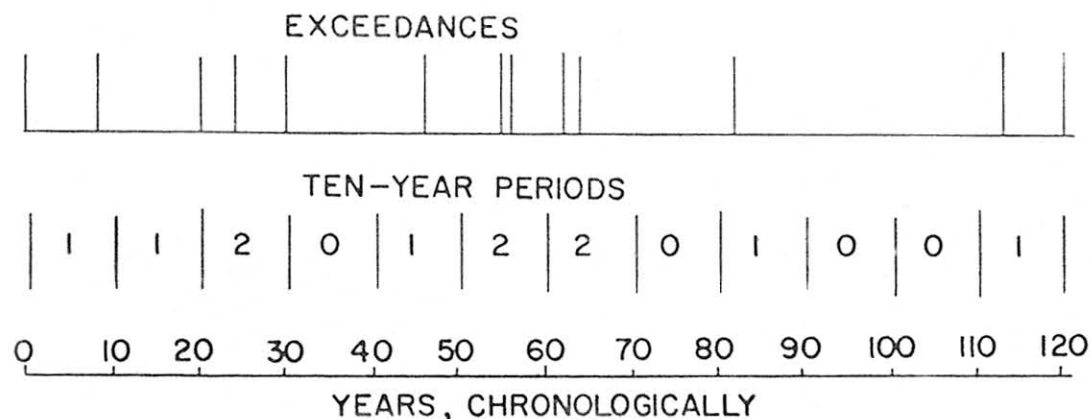 EXCEEDANCES
TEN-YEAR PERIODS
1 1 2 0 1 2 2 0 1 0 0 1
0 10 20 30 40 50 60 70 80 90 100 110 120
YEARS, CHRONOLOGICALLY